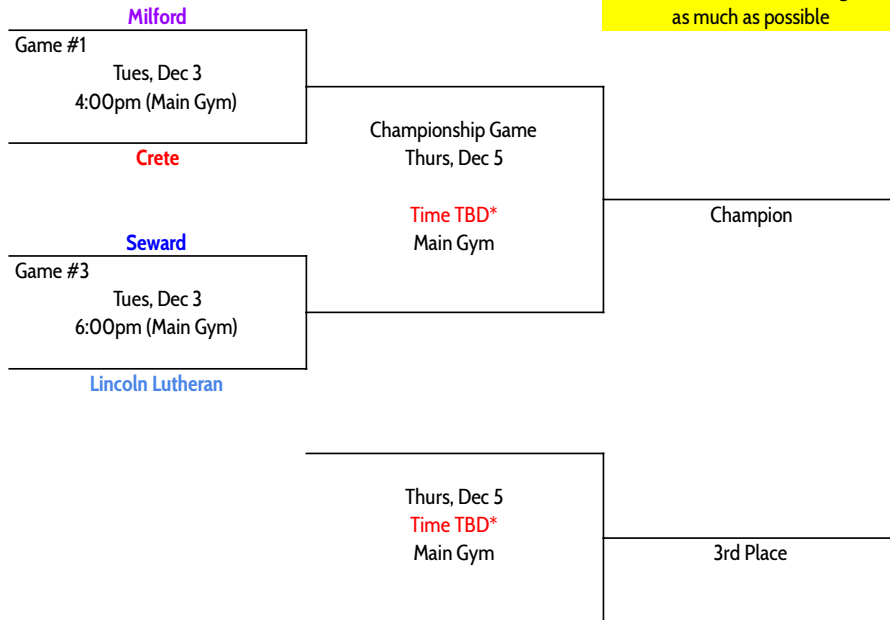 as much as possible
Milford
Game #1
Tues, Dec 3
4:00pm (Main Gym)
Crete
Championship Game
Thurs, Dec 5
Time TBD*
Main Gym
Champion
Seward
Game #3
Tues, Dec 3
6:00pm (Main Gym)
Lincoln Lutheran
Thurs, Dec 5
Time TBD*
Main Gym
3rd Place